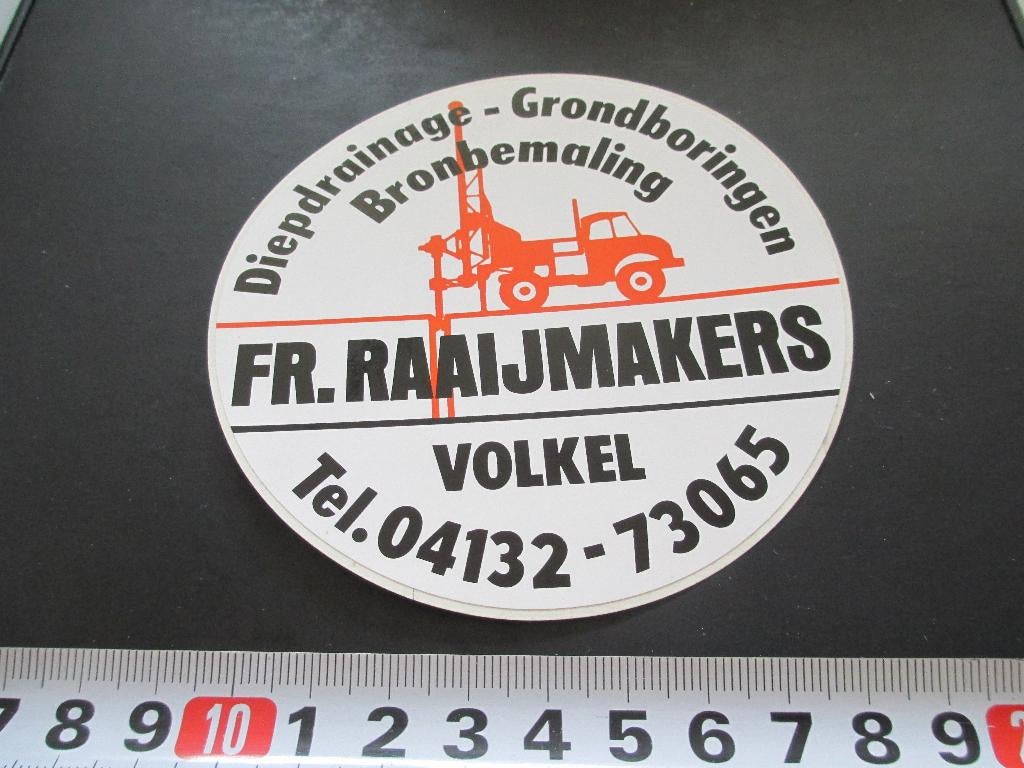 Diepdrainage - Grondboringen
Bronbemaling
FR. RAAIJMAKERS
VOLKEL
Tel. 04132 - 73065
7 8 9 10 1 2 3 4 5 6 7 8 9 2